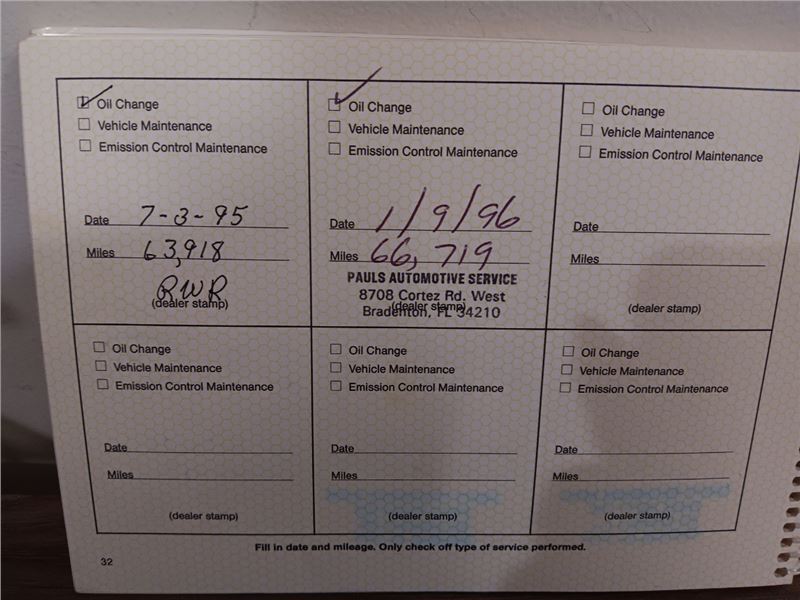 Oil Change
Vehicle Maintenance
Emission Control Maintenance
Date 7-3-95
Miles 63,918
RWR
(dealer stamp)
Oil Change
Vehicle Maintenance
Emission Control Maintenance
Date 1/9/96
Miles 66,719
PAULS AUTOMOTIVE SERVICE
8708 Cortez Rd. West
(dealer stamp)
Bradenton, FL 34210
Oil Change
Vehicle Maintenance
Emission Control Maintenance
Date
Miles
(dealer stamp)
Oil Change
Vehicle Maintenance
Emission Control Maintenance
Date
Miles
(dealer stamp)
Oil Change
Vehicle Maintenance
Emission Control Maintenance
Date
Miles
(dealer stamp)
Oil Change
Vehicle Maintenance
Emission Control Maintenance
Date
Miles
(dealer stamp)
Fill in date and mileage. Only check off type of service performed.
32